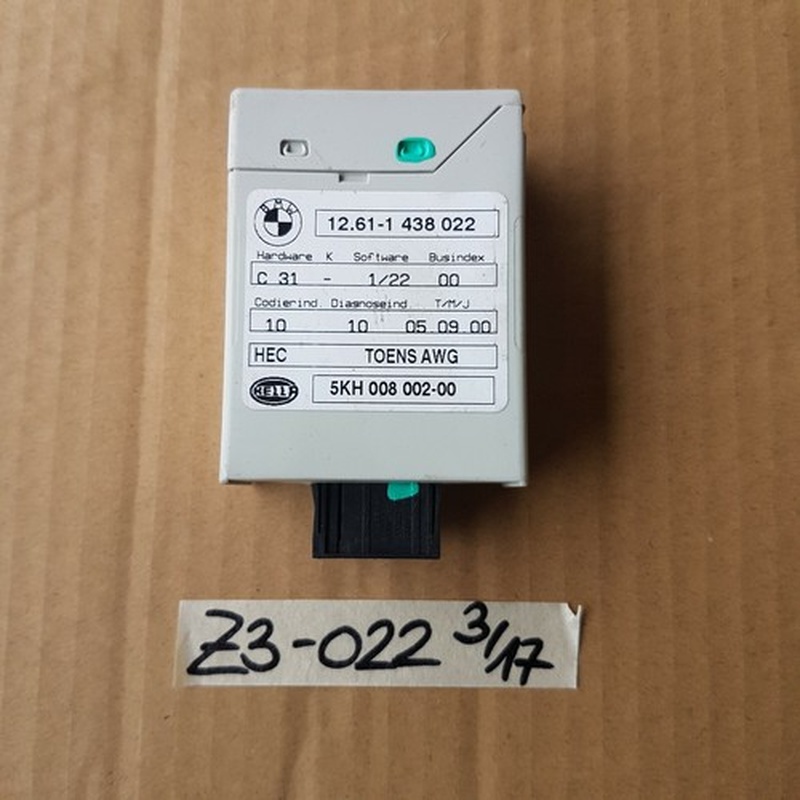 BMW
12.61-1 438 022
Hardware K Software Busindex
C 31 - 1/22 00
Codierind. Diagnoseind. T/M/J
10 10 05.09.00
HEC TOENS AWG
HELLA 5KH 008 002-00
Z3-022 3/17